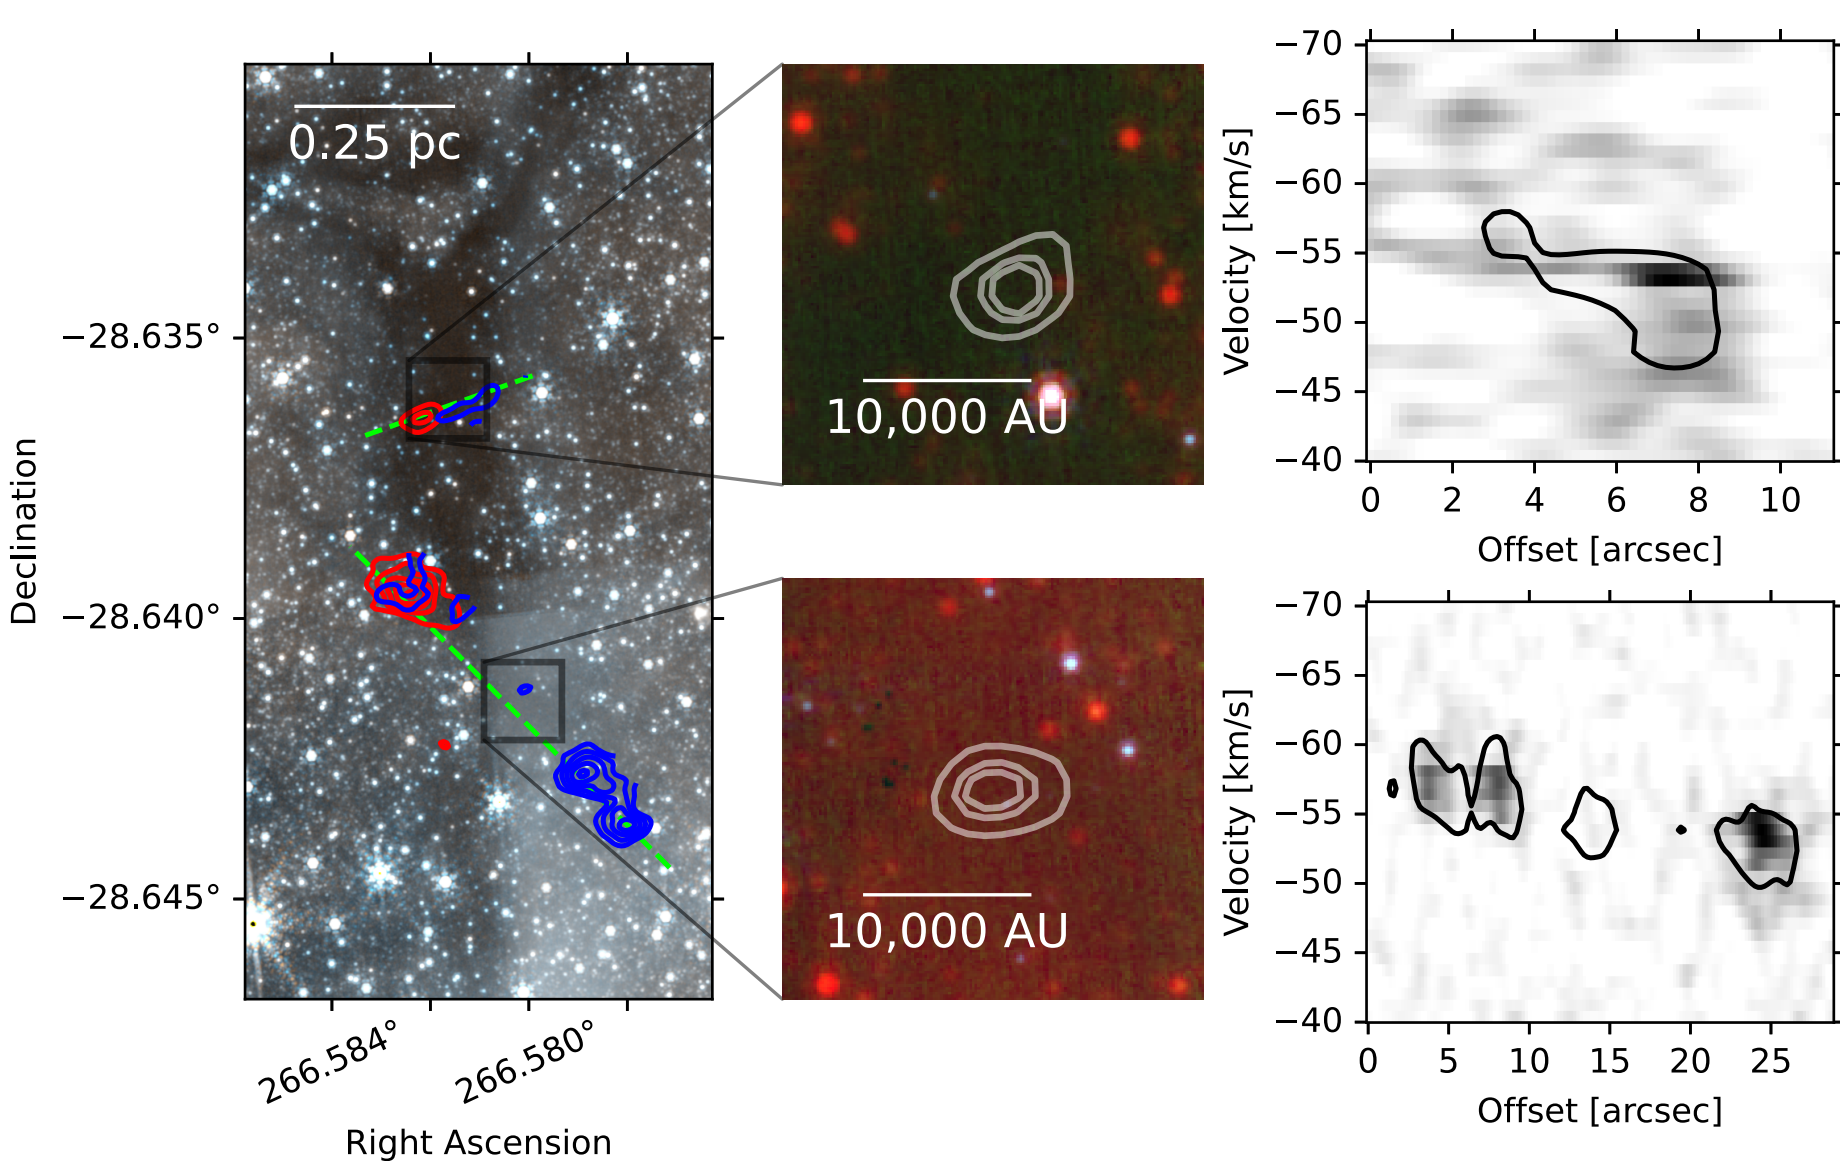 0.25 pc
−28.635°
−28.640°
−28.645°
Declination
266.584°
266.580°
Right Ascension
10,000 AU
10,000 AU
−70
−65
−60
−55
−50
−45
−40
Velocity [km/s]
0 2 4 6 8 10
Offset [arcsec]
−70
−65
−60
−55
−50
−45
−40
Velocity [km/s]
0 5 10 15 20 25
Offset [arcsec]